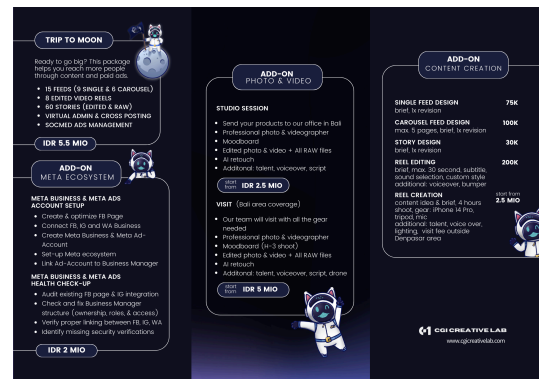 TRIP TO MOON
Ready to go big? This package
helps you reach more people
through content and paid ads.
• 15 FEEDS (9 SINGLE & 6 CAROUSEL)
• 8 EDITED VIDEO REELS
• 60 STORIES (EDITED & RAW)
• VIRTUAL ADMIN & CROSS POSTING
• SOCMED ADS MANAGEMENT
IDR 5.5 MIO
ADD-ON
META ECOSYSTEM
META BUSINESS & META ADS
ACCOUNT SETUP
• Create & optimize FB Page
• Connect FB, IG and WA Business
• Create Meta Business & Meta Ad-
Account
• Set-up Meta ecosystem
• Link Ad-Account to Business Manager
META BUSINESS & META ADS
HEALTH CHECK-UP
• Audit existing FB page & IG integration
• Check and fix Business Manager
structure (ownership, roles, & access)
• Verify proper linking between FB, IG, WA
• Identify missing security verifications
IDR 2 MIO
ADD-ON
PHOTO & VIDEO
STUDIO SESSION
• Send your products to our office in Bali
• Professional photo & videographer
• Moodboard
• Edited photo & video + All RAW files
• AI retouch
• Additonal: talent, voiceover, script
start
from IDR 2.5 MIO
VISIT (Bali area coverage)
• Our team will visit with all the gear
needed
• Professional photo & videographer
• Moodboard (H-3 shoot)
• Edited photo & video + All RAW files
• AI retouch
• Additonal: talent, voiceover, script, drone
start
from IDR 5 MIO
ADD-ON
CONTENT CREATION
SINGLE FEED DESIGN 75K
brief, 1x revision
CAROUSEL FEED DESIGN 100K
max. 5 pages, brief, 1x revision
STORY DESIGN 30K
brief, 1x revision
REEL EDITING 200K
brief, max. 30 second, subtitle,
sound selection, custom style
additional: voiceover, bumper
REEL CREATION start from
content idea & brief, 4 hours 2.5 MIO
shoot, gear: iPhone 14 Pro,
tripod, mic
additional: talent, voice over,
lighting, visit fee outside
Denpasar area
CGI CREATIVE LAB
www.cgicreativelab.com